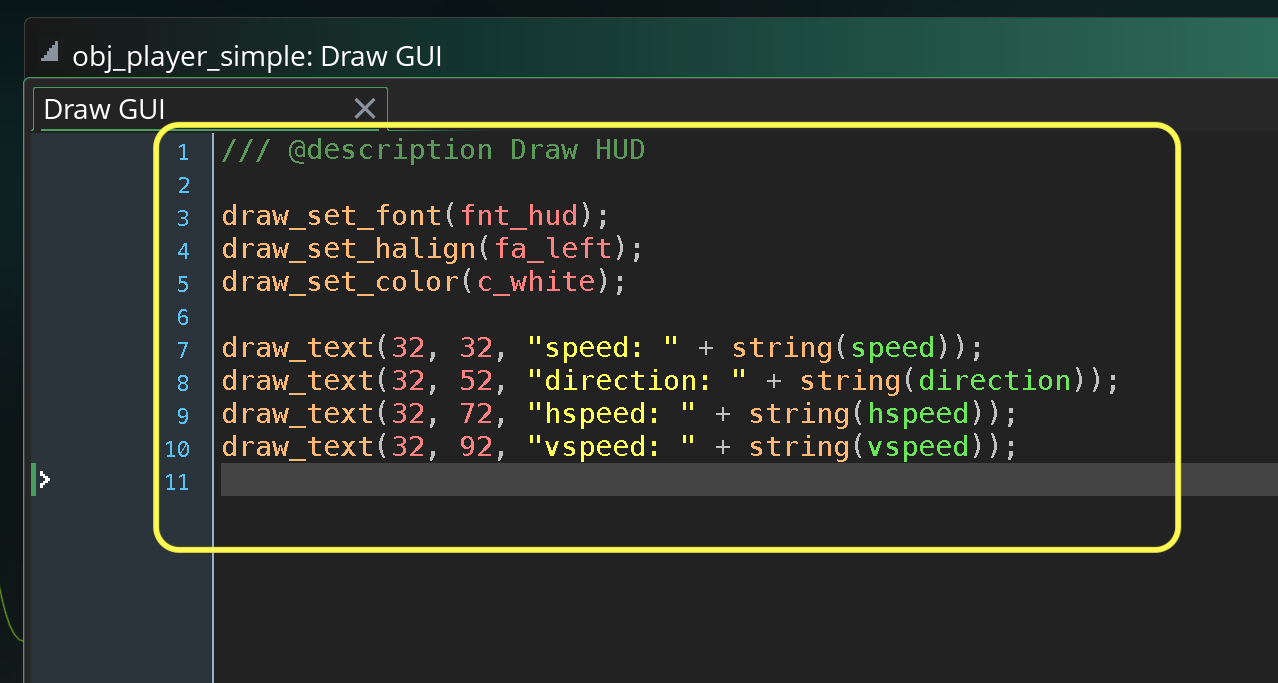 obj_player_simple: Draw GUI
Draw GUI
1 /// @description Draw HUD
2
3 draw_set_font(fnt_hud);
4 draw_set_halign(fa_left);
5 draw_set_color(c_white);
6
7 draw_text(32, 32, "speed: " + string(speed));
8 draw_text(32, 52, "direction: " + string(direction));
9 draw_text(32, 72, "hspeed: " + string(hspeed));
10 draw_text(32, 92, "vspeed: " + string(vspeed));
11